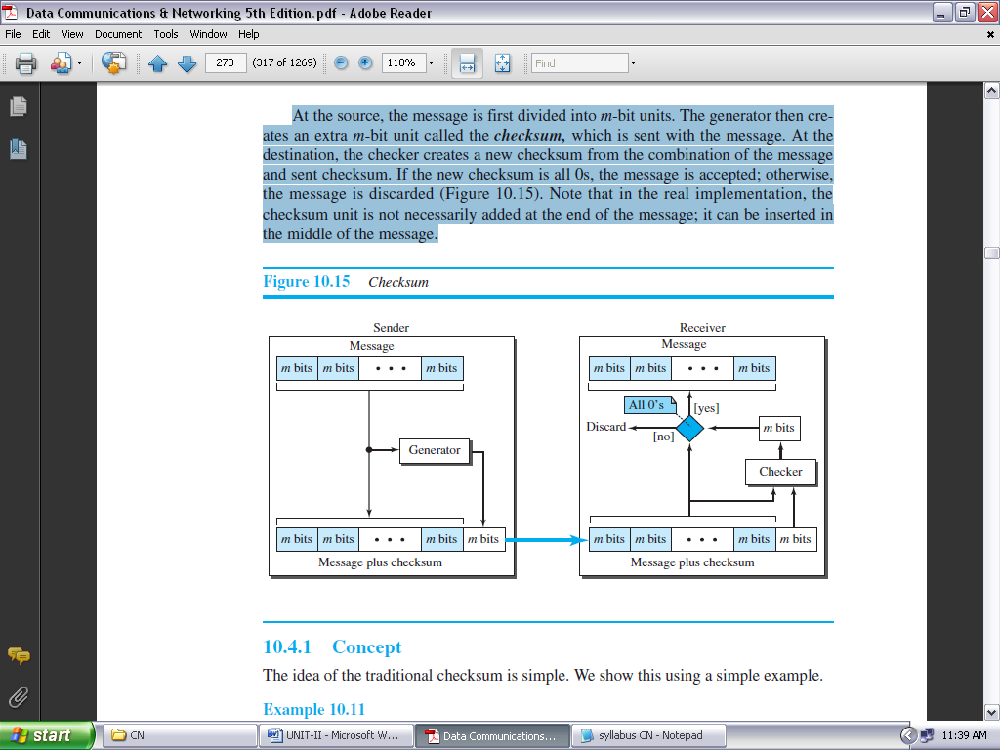 Data Communications & Networking 5th Edition.pdf - Adobe Reader
File Edit View Document Tools Window Help
278 (317 of 1269) 110% Find
At the source, the message is first divided into m-bit units. The generator then cre-
ates an extra m-bit unit called the checksum, which is sent with the message. At the
destination, the checker creates a new checksum from the combination of the message
and sent checksum. If the new checksum is all 0s, the message is accepted; otherwise,
the message is discarded (Figure 10.15). Note that in the real implementation, the
checksum unit is not necessarily added at the end of the message; it can be inserted in
the middle of the message.
Figure 10.15 Checksum
Sender
Message
m bits m bits • • • m bits
Generator
m bits m bits • • • m bits m bits
Message plus checksum
Receiver
Message
m bits m bits • • • m bits
All 0's
[yes]
Discard
[no]
m bits
Checker
m bits m bits • • • m bits m bits
Message plus checksum
10.4.1 Concept
The idea of the traditional checksum is simple. We show this using a simple example.
Example 10.11
start CN UNIT-II - Microsoft W... Data Communications... syllabus CN - Notepad 11:39 AM